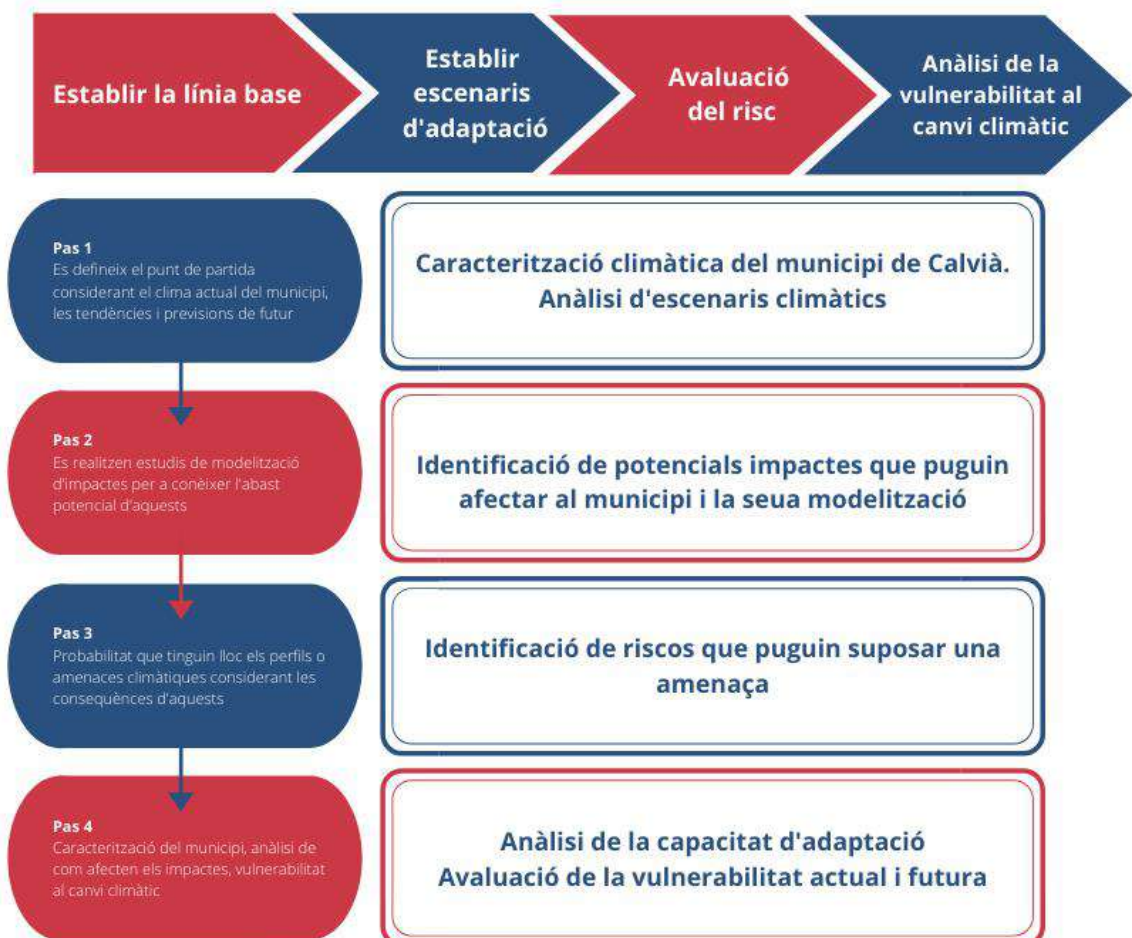 Establir la línia base
Establir
escenaris
d'adaptació
Avaluació
del risc
Anàlisi de la
vulnerabilitat al
canvi climàtic
Pas 1
Es defineix el punt de partida
considerant el clima actual del municipi,
les tendències i previsions de futur
Caracterització climàtica del municipi de Calvià.
Anàlisi d'escenaris climàtics
Pas 2
Es realitzen estudis de modelització
d'impactes per a conèixer l'abast
potencial d'aquests
Identificació de potencials impactes que puguin
afectar al municipi i la seua modelització
Pas 3
Probabilitat que tinguin lloc els perfils o
amenaces climàtiques considerant les
consequènces d'aquests
Identificació de riscos que puguin suposar una
amenaça
Pas 4
Caracterització del municipi, anàlisi de
com afecten els impactes, vulnerabilitat
al canvi climàtic
Anàlisi de la capacitat d'adaptació
Avaluació de la vulnerabilitat actual i futura